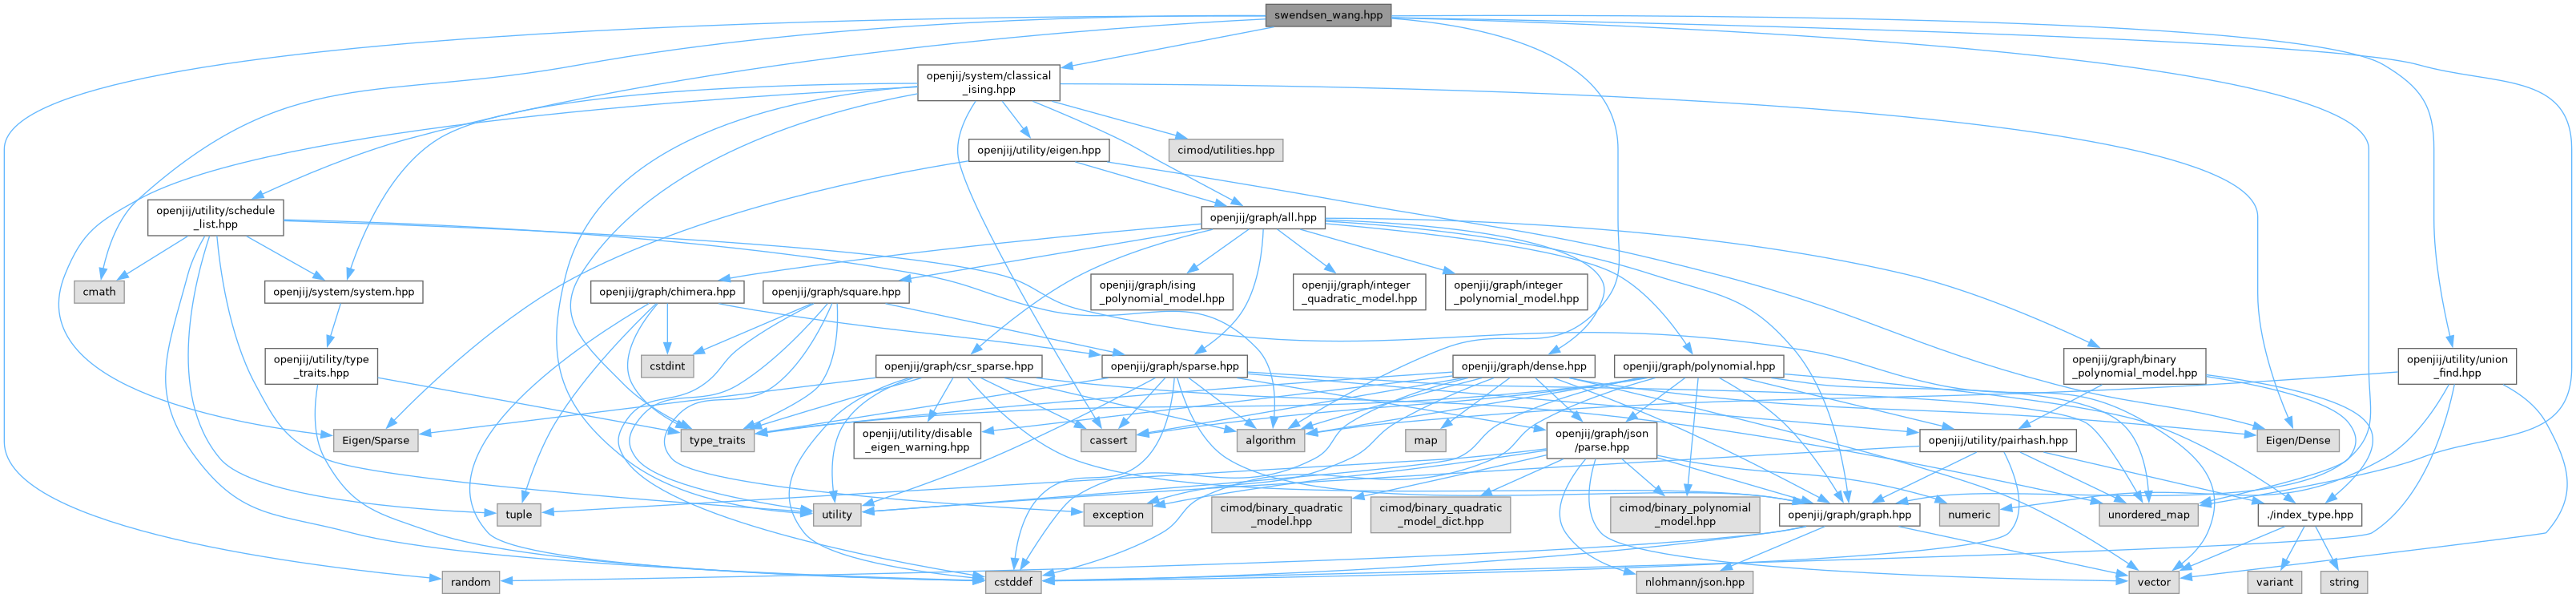 swendsen_wang.hpp
openjij/system/classical
_ising.hpp
openjij/utility/eigen.hpp
cimod/utilities.hpp
openjij/utility/schedule
_list.hpp
openjij/graph/all.hpp
cmath
openjij/system/system.hpp
openjij/graph/chimera.hpp
openjij/graph/square.hpp
openjij/graph/ising
_polynomial_model.hpp
openjij/graph/integer
_quadratic_model.hpp
openjij/graph/integer
_polynomial_model.hpp
openjij/utility/type
_traits.hpp
cstdint
openjij/graph/csr_sparse.hpp
openjij/graph/sparse.hpp
openjij/graph/dense.hpp
openjij/graph/polynomial.hpp
openjij/graph/binary
_polynomial_model.hpp
openjij/utility/union
_find.hpp
Eigen/Sparse
type_traits
openjij/utility/disable
_eigen_warning.hpp
cassert
algorithm
map
openjij/graph/json
/parse.hpp
openjij/utility/pairhash.hpp
Eigen/Dense
tuple
utility
exception
cimod/binary_quadratic
_model.hpp
cimod/binary_quadratic
_model_dict.hpp
openjij/graph/graph.hpp
cimod/binary_polynomial
_model.hpp
numeric
unordered_map
./index_type.hpp
random
cstddef
nlohmann/json.hpp
vector
variant
string